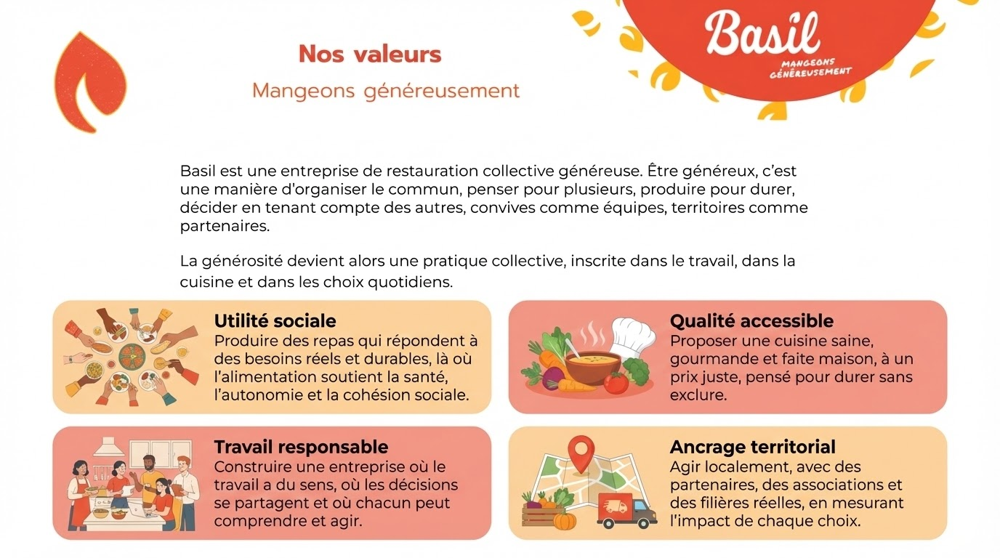 Nos valeurs
Mangeons généreusement
Basil
MANGEONS
GÉNÉREUSEMENT
Basil est une entreprise de restauration collective généreuse. Être généreux, c'est
une manière d'organiser le commun, penser pour plusieurs, produire pour durer,
décider en tenant compte des autres, convives comme équipes, territoires comme
partenaires.
La générosité devient alors une pratique collective, inscrite dans le travail, dans la
cuisine et dans les choix quotidiens.
Utilité sociale
Produire des repas qui répondent à
des besoins réels et durables, là où
l'alimentation soutient la santé,
l'autonomie et la cohésion sociale.
Qualité accessible
Proposer une cuisine saine,
gourmande et faite maison, à un
prix juste, pensé pour durer sans
exclure.
Travail responsable
Construire une entreprise où le
travail a du sens, où les décisions
se partagent et où chacun peut
comprendre et agir.
Ancrage territorial
Agir localement, avec des
partenaires, des associations et
des filières réelles, en mesurant
l'impact de chaque choix.